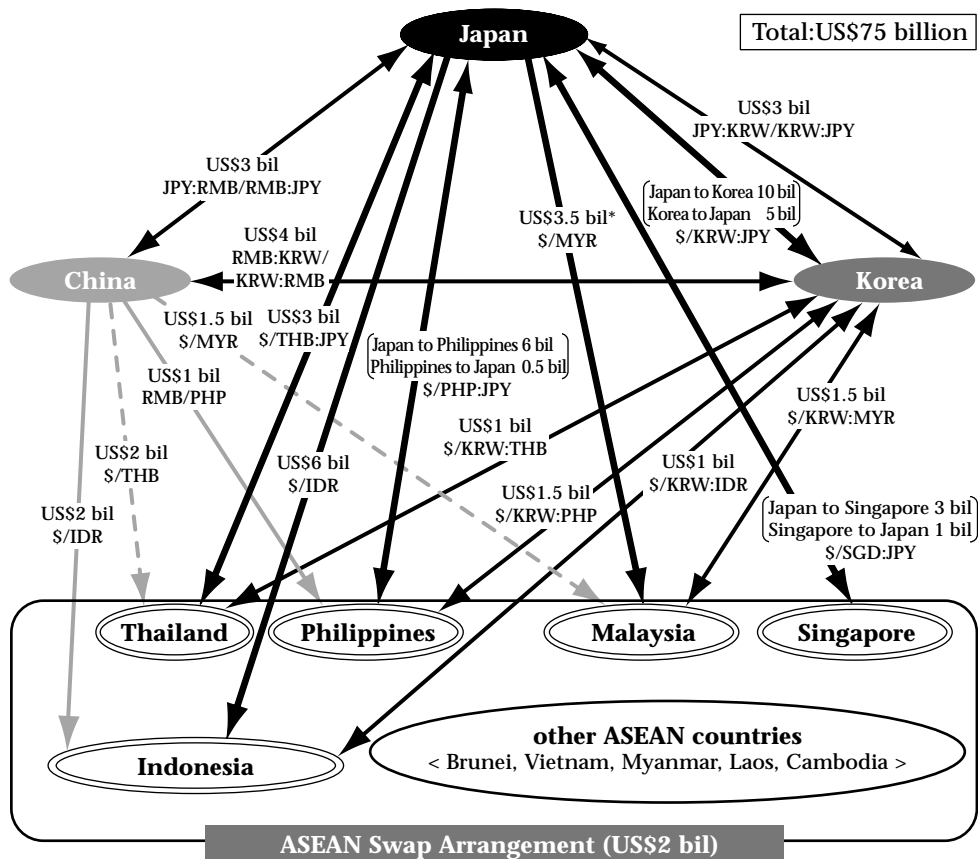 Japan
Total:US$75 billion
US$3 bil
JPY:KRW/KRW:JPY
US$3 bil
JPY:RMB/RMB:JPY
Japan to Korea 10 bil
Korea to Japan 5 bil
$/KRW:JPY
US$3.5 bil*
$/MYR
US$4 bil
RMB:KRW/
KRW:RMB
China
Korea
US$1.5 bil
$/MYR
US$3 bil
$/THB:JPY
Japan to Philippines 6 bil
Philippines to Japan 0.5 bil
$/PHP:JPY
US$1 bil
RMB/PHP
US$1.5 bil
$/KRW:MYR
US$1 bil
$/KRW:THB
US$2 bil
$/THB
US$6 bil
$/IDR
US$1 bil
$/KRW:IDR
US$1.5 bil
$/KRW:PHP
US$2 bil
$/IDR
Japan to Singapore 3 bil
Singapore to Japan 1 bil
$/SGD:JPY
Thailand
Philippines
Malaysia
Singapore
Indonesia
other ASEAN countries
< Brunei, Vietnam, Myanmar, Laos, Cambodia >
ASEAN Swap Arrangement (US$2 bil)